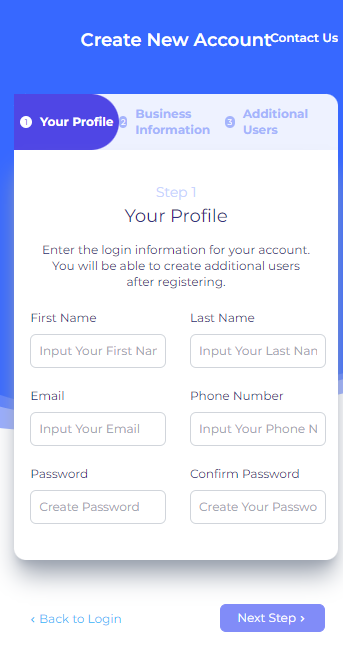 Create New Account
Contact Us
1 Your Profile
2 Business Information
3 Additional Users
Step 1
Your Profile
Enter the login information for your account.
You will be able to create additional users
after registering.
First Name
Last Name
Input Your First Nar
Input Your Last Nan
Email
Phone Number
Input Your Email
Input Your Phone N
Password
Confirm Password
Create Password
Create Your Passwo
‹ Back to Login
Next Step ›